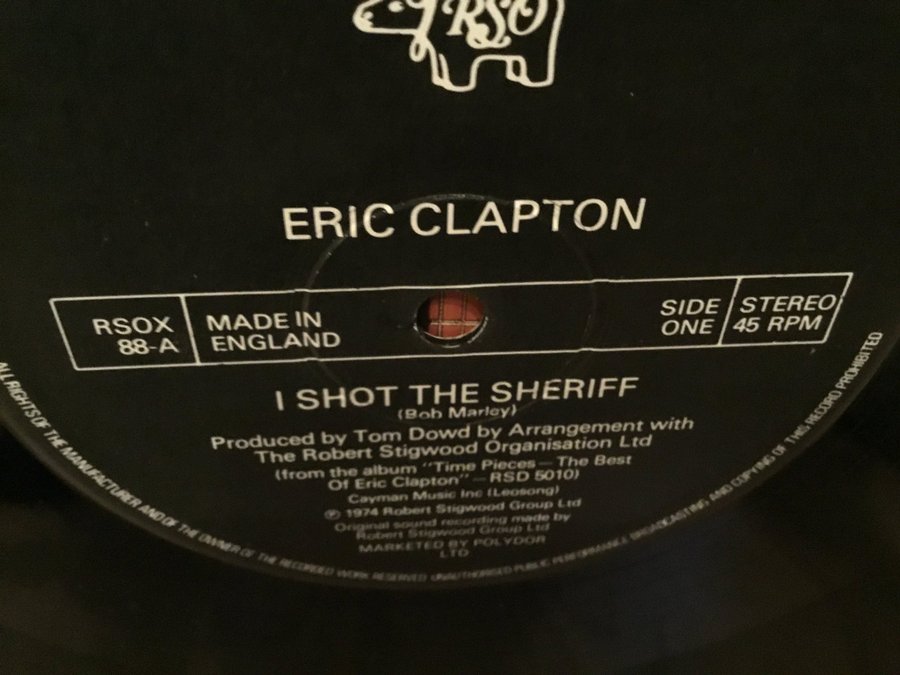 RSO
ERIC CLAPTON
RSOX
88-A
MADE IN
ENGLAND
SIDE
ONE
STEREO
45 RPM
I SHOT THE SHERIFF
(Bob Marley)
Produced by Tom Dowd by Arrangement with
The Robert Stigwood Organisation Ltd
(from the album "Time Pieces - The Best
Of Eric Clapton" - RSD 5010)
Cayman Music Inc (Leosong)
℗ 1974 Robert Stigwood Group Ltd
Original sound recording made by
Robert Stigwood Group Ltd
MARKETED BY POLYDOR
LTD
ALL RIGHTS OF THE MANUFACTURER AND OF THE OWNER OF THE RECORDED WORK RESERVED UNAUTHORISED PUBLIC PERFORMANCE BROADCASTING AND COPYING OF THIS RECORD PROHIBITED